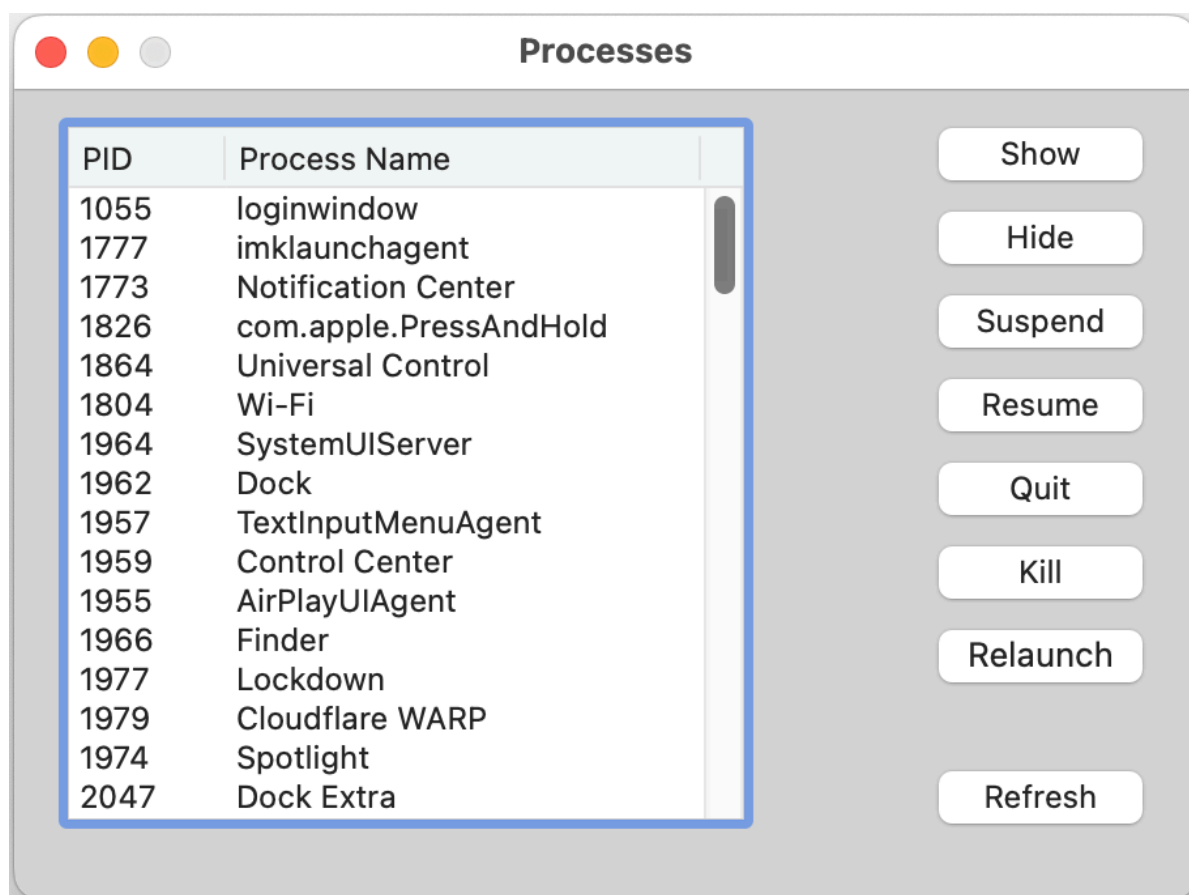 Processes
PID Process Name
1055 loginwindow
1777 imklaunchagent
1773 Notification Center
1826 com.apple.PressAndHold
1864 Universal Control
1804 Wi-Fi
1964 SystemUIServer
1962 Dock
1957 TextInputMenuAgent
1959 Control Center
1955 AirPlayUIAgent
1966 Finder
1977 Lockdown
1979 Cloudflare WARP
1974 Spotlight
2047 Dock Extra
Show
Hide
Suspend
Resume
Quit
Kill
Relaunch
Refresh